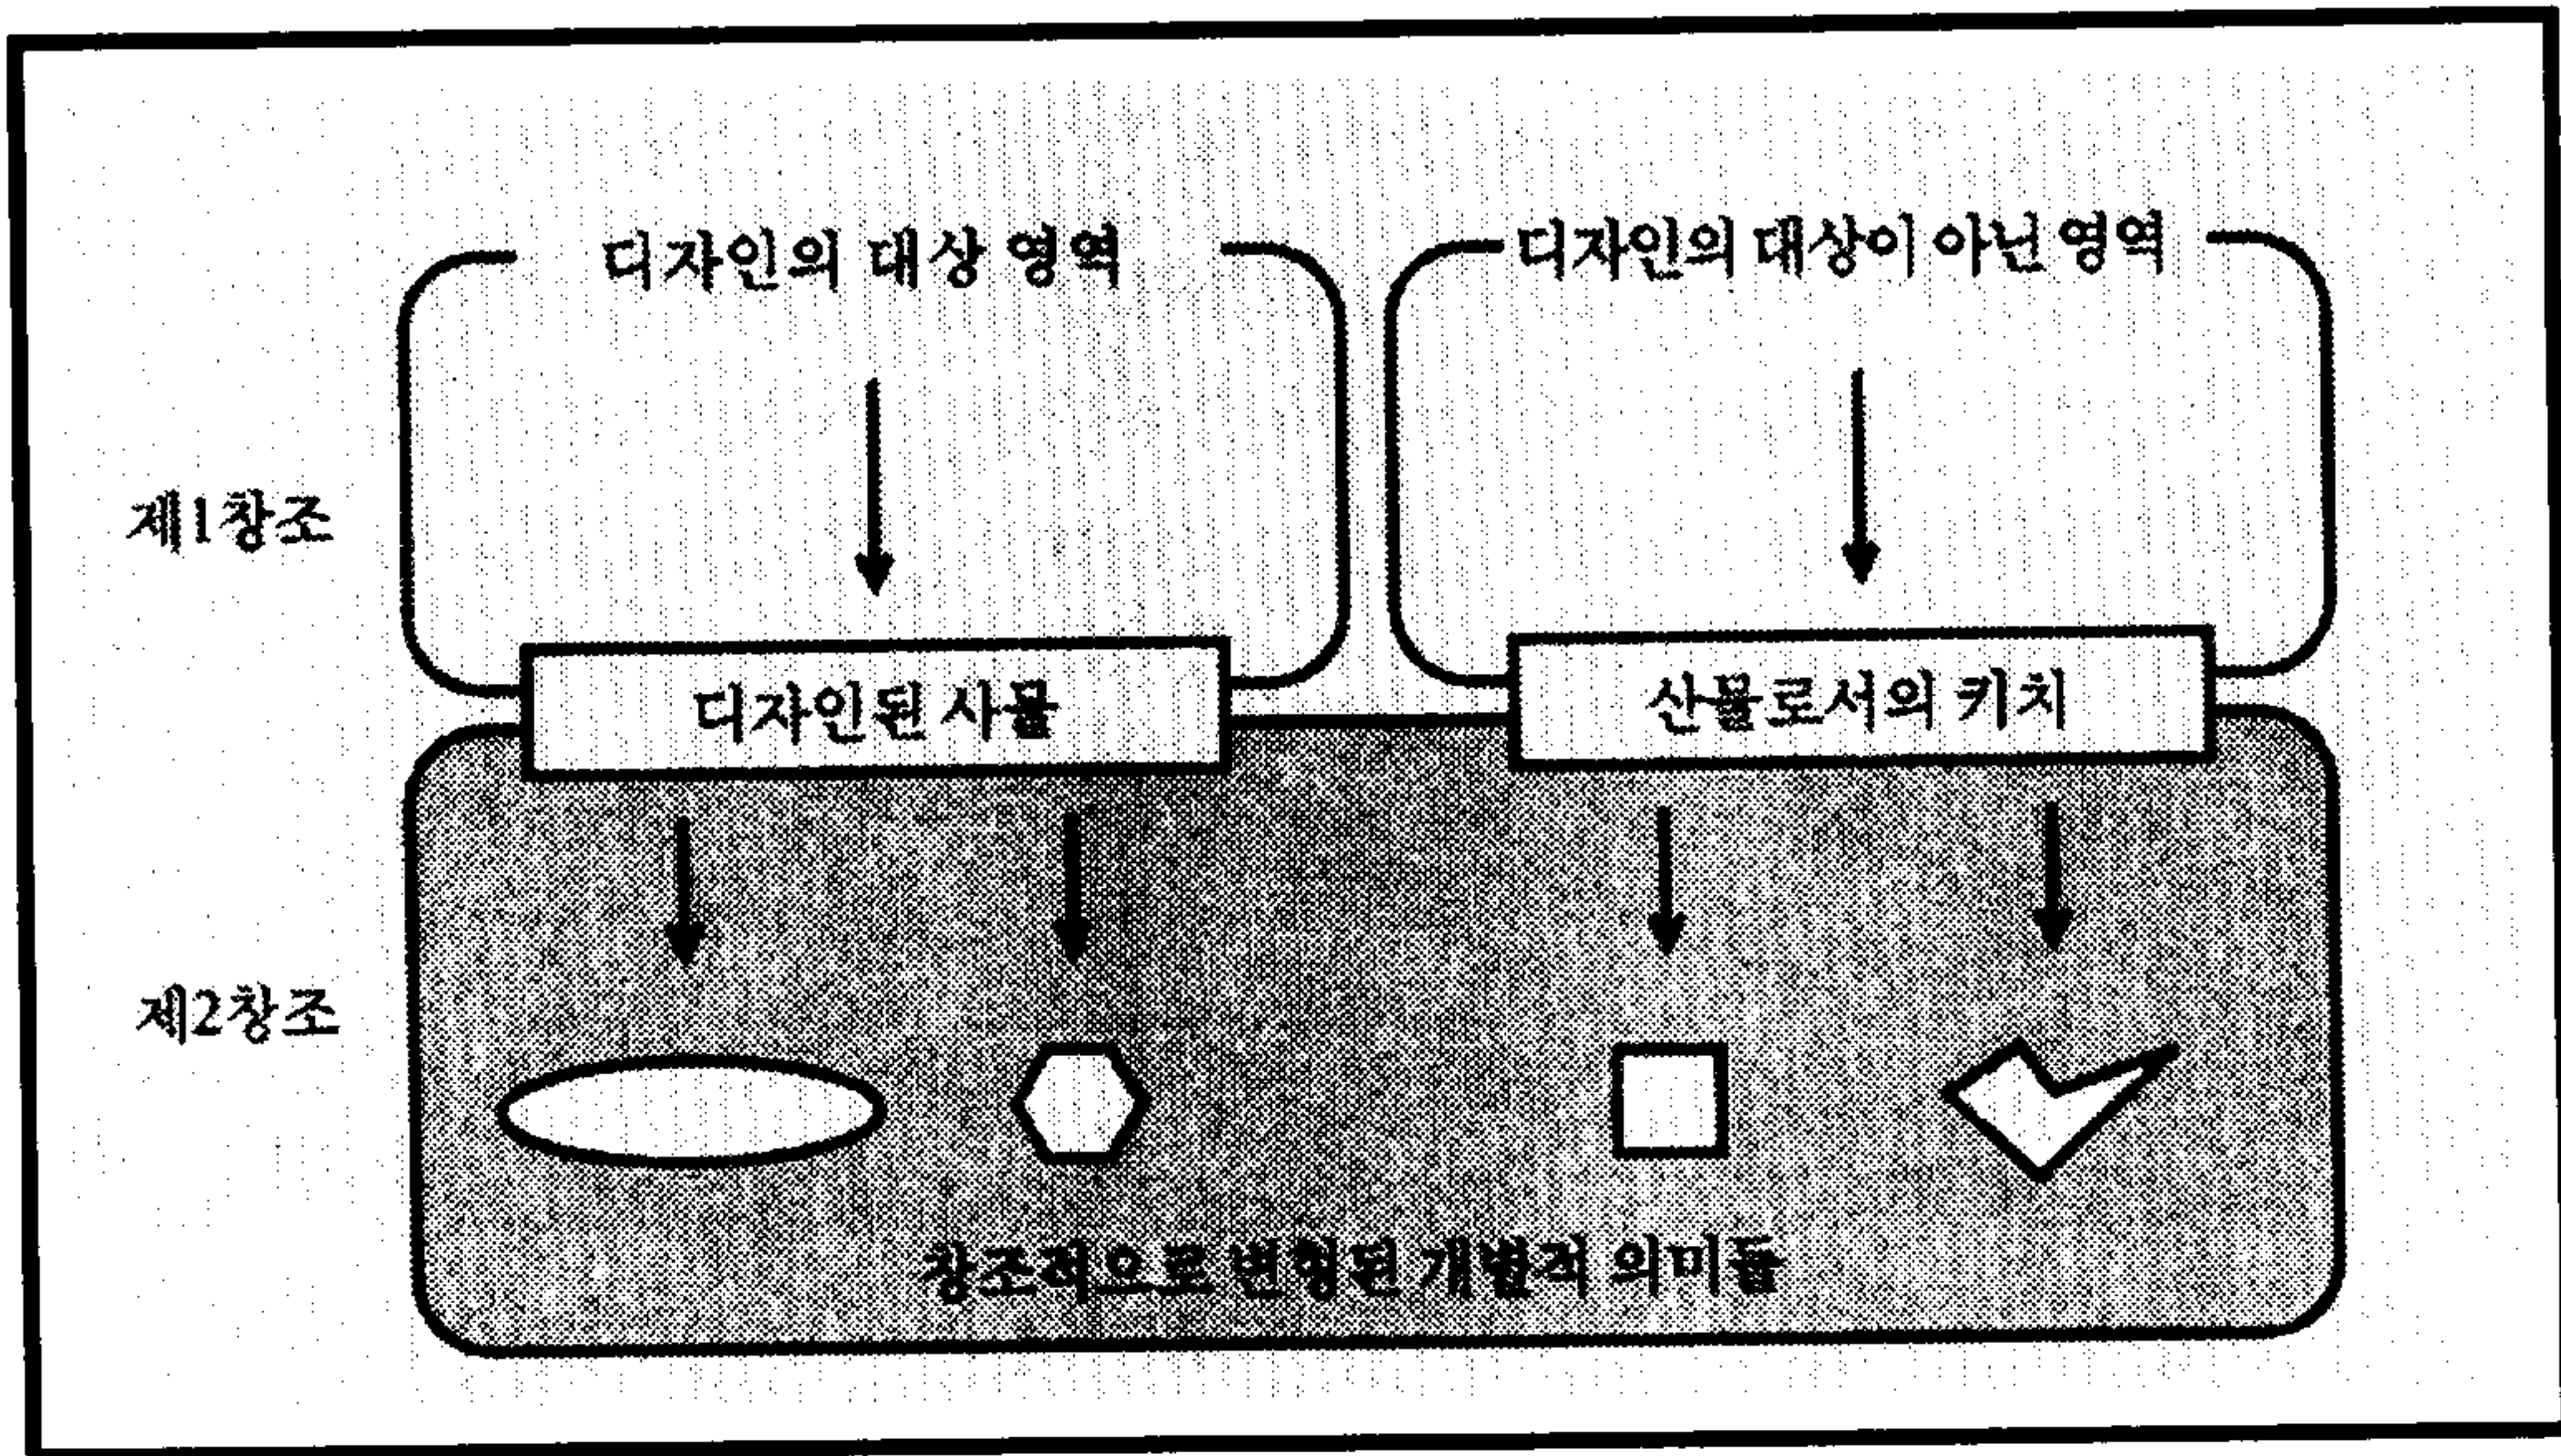 디자인의 대상 영역
디자인의 대상이 아닌 영역
제1창조
디자인된 사물
산물로서의 키치
제2창조
창조적으로 변형된 개별적 의미들